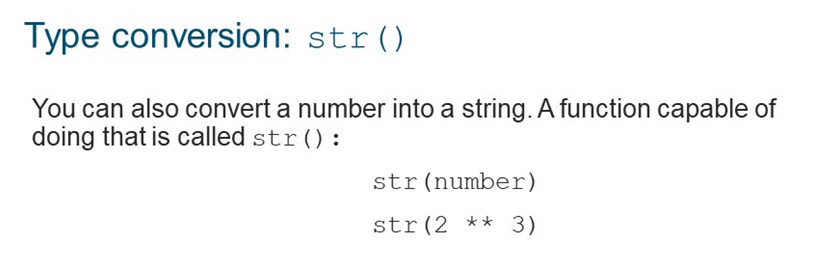 Type conversion: str()
You can also convert a number into a string. A function capable of
doing that is called str():
str(number)
str(2 ** 3)